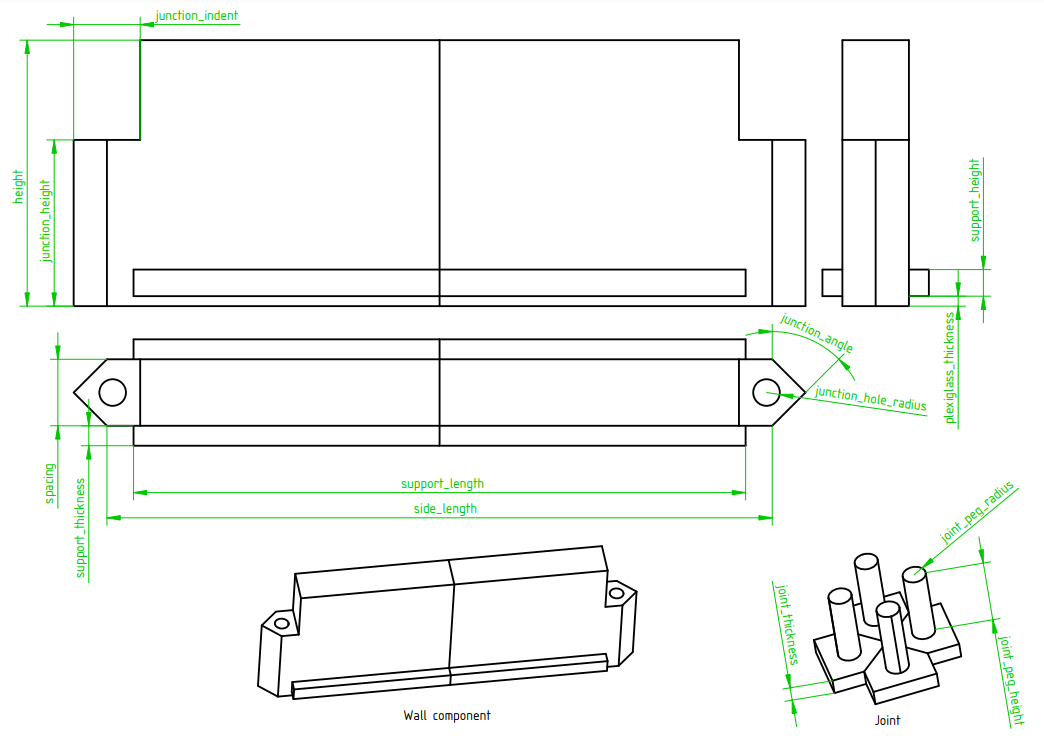 junction_indent
height
junction_height
support_height
plexiglass_thickness
junction_angle
junction_hole_radius
spacing
support_thickness
support_length
side_length
joint_peg_radius
joint_thickness
joint_peg_height
Wall component
Joint